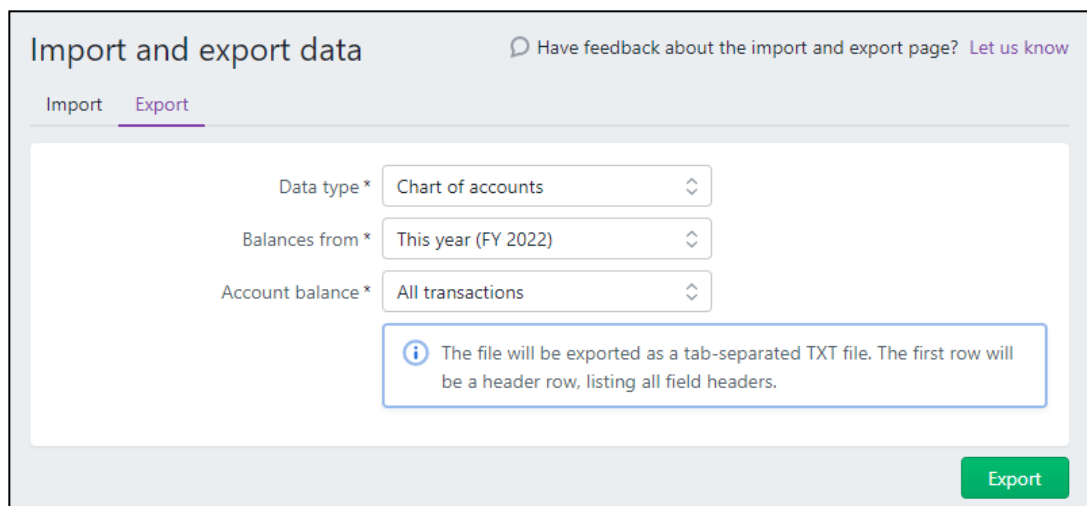 Import and export data
Have feedback about the import and export page? Let us know
Import Export
Data type * Chart of accounts
Balances from * This year (FY 2022)
Account balance * All transactions
The file will be exported as a tab-separated TXT file. The first row will
be a header row, listing all field headers.
Export